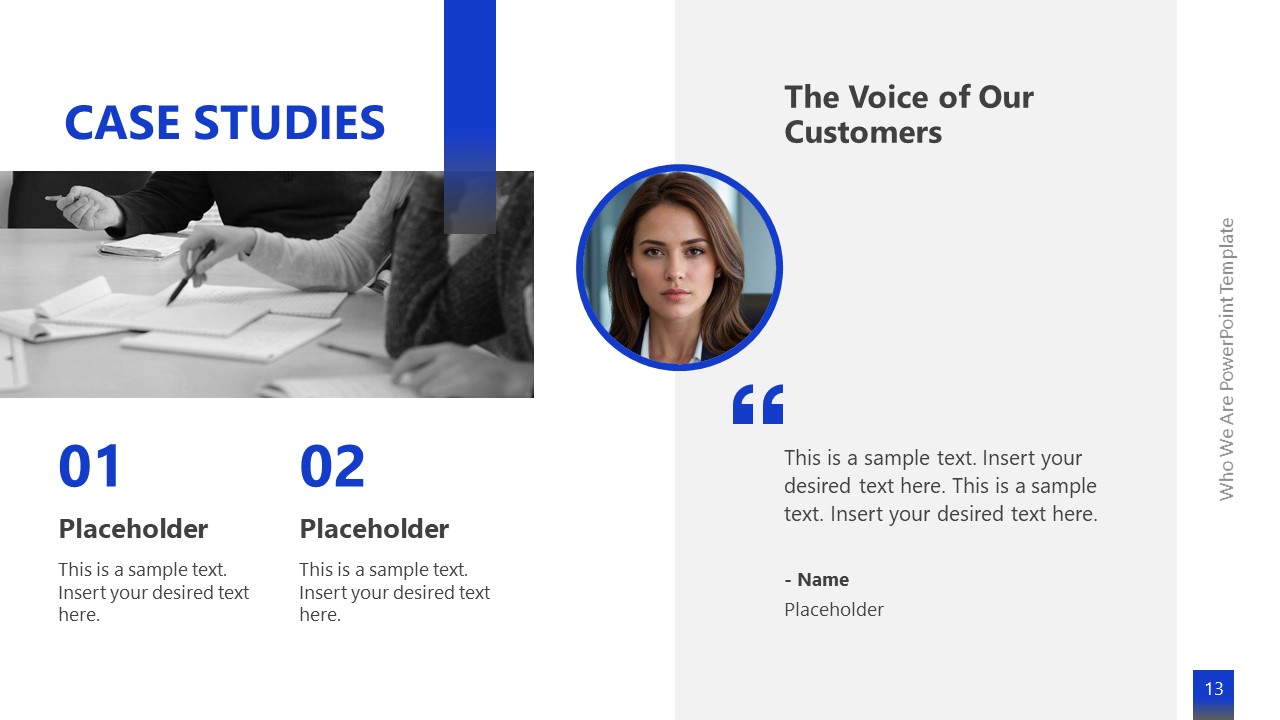 CASE STUDIES
01
Placeholder
This is a sample text.
Insert your desired text
here.
02
Placeholder
This is a sample text.
Insert your desired text
here.
The Voice of Our
Customers
“
This is a sample text. Insert your
desired text here. This is a sample
text. Insert your desired text here.
- Name
Placeholder
Who We Are PowerPoint Template
13